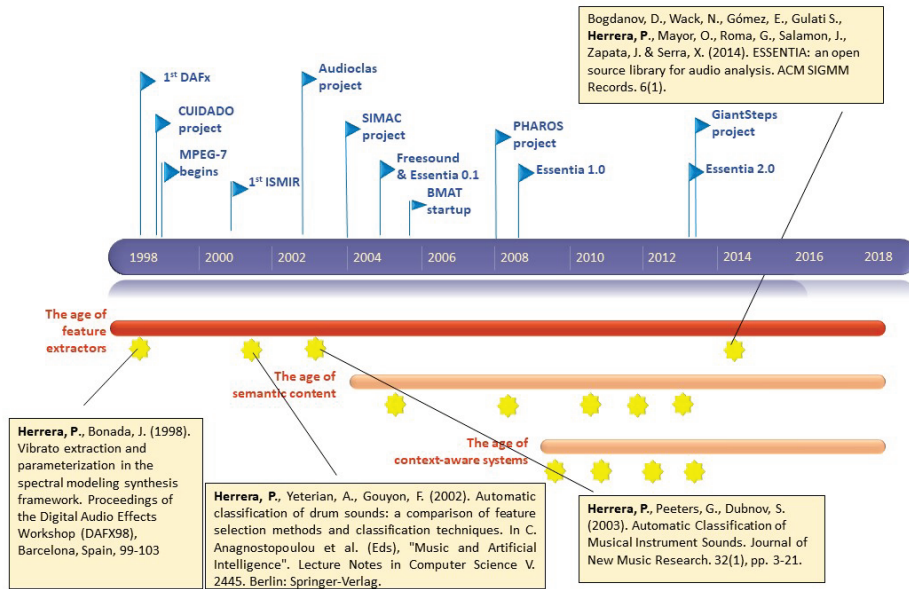 Bogdanov, D., Wack, N., Gómez, E., Gulati S.,
Herrera, P., Mayor, O., Roma, G., Salamon, J.,
Zapata, J. & Serra, X. (2014). ESSENTIA: an open
source library for audio analysis. ACM SIGMM
Records. 6(1).
1st DAFx
CUIDADO
project
MPEG-7
begins
1st ISMIR
Audioclas
project
SIMAC
project
Freesound
& Essentia 0.1
BMAT
startup
PHAROS
project
Essentia 1.0
GiantSteps
project
Essentia 2.0
1998
2000
2002
2004
2006
2008
2010
2012
2014
2016
2018
The age of
feature
extractors
The age of
semantic content
The age of
context-aware systems
Herrera, P., Bonada, J. (1998).
Vibrato extraction and
parameterization in the
spectral modeling synthesis
framework. Proceedings of
the Digital Audio Effects
Workshop (DAFX98),
Barcelona, Spain, 99-103
Herrera, P., Yeterian, A., Gouyon, F. (2002). Automatic
classification of drum sounds: a comparison of feature
selection methods and classification techniques. In C.
Anagnostopoulou et al. (Eds), "Music and Artificial
Intelligence". Lecture Notes in Computer Science V.
2445. Berlin: Springer-Verlag.
Herrera, P., Peeters, G., Dubnov, S.
(2003). Automatic Classification of
Musical Instrument Sounds. Journal of
New Music Research. 32(1), pp. 3-21.